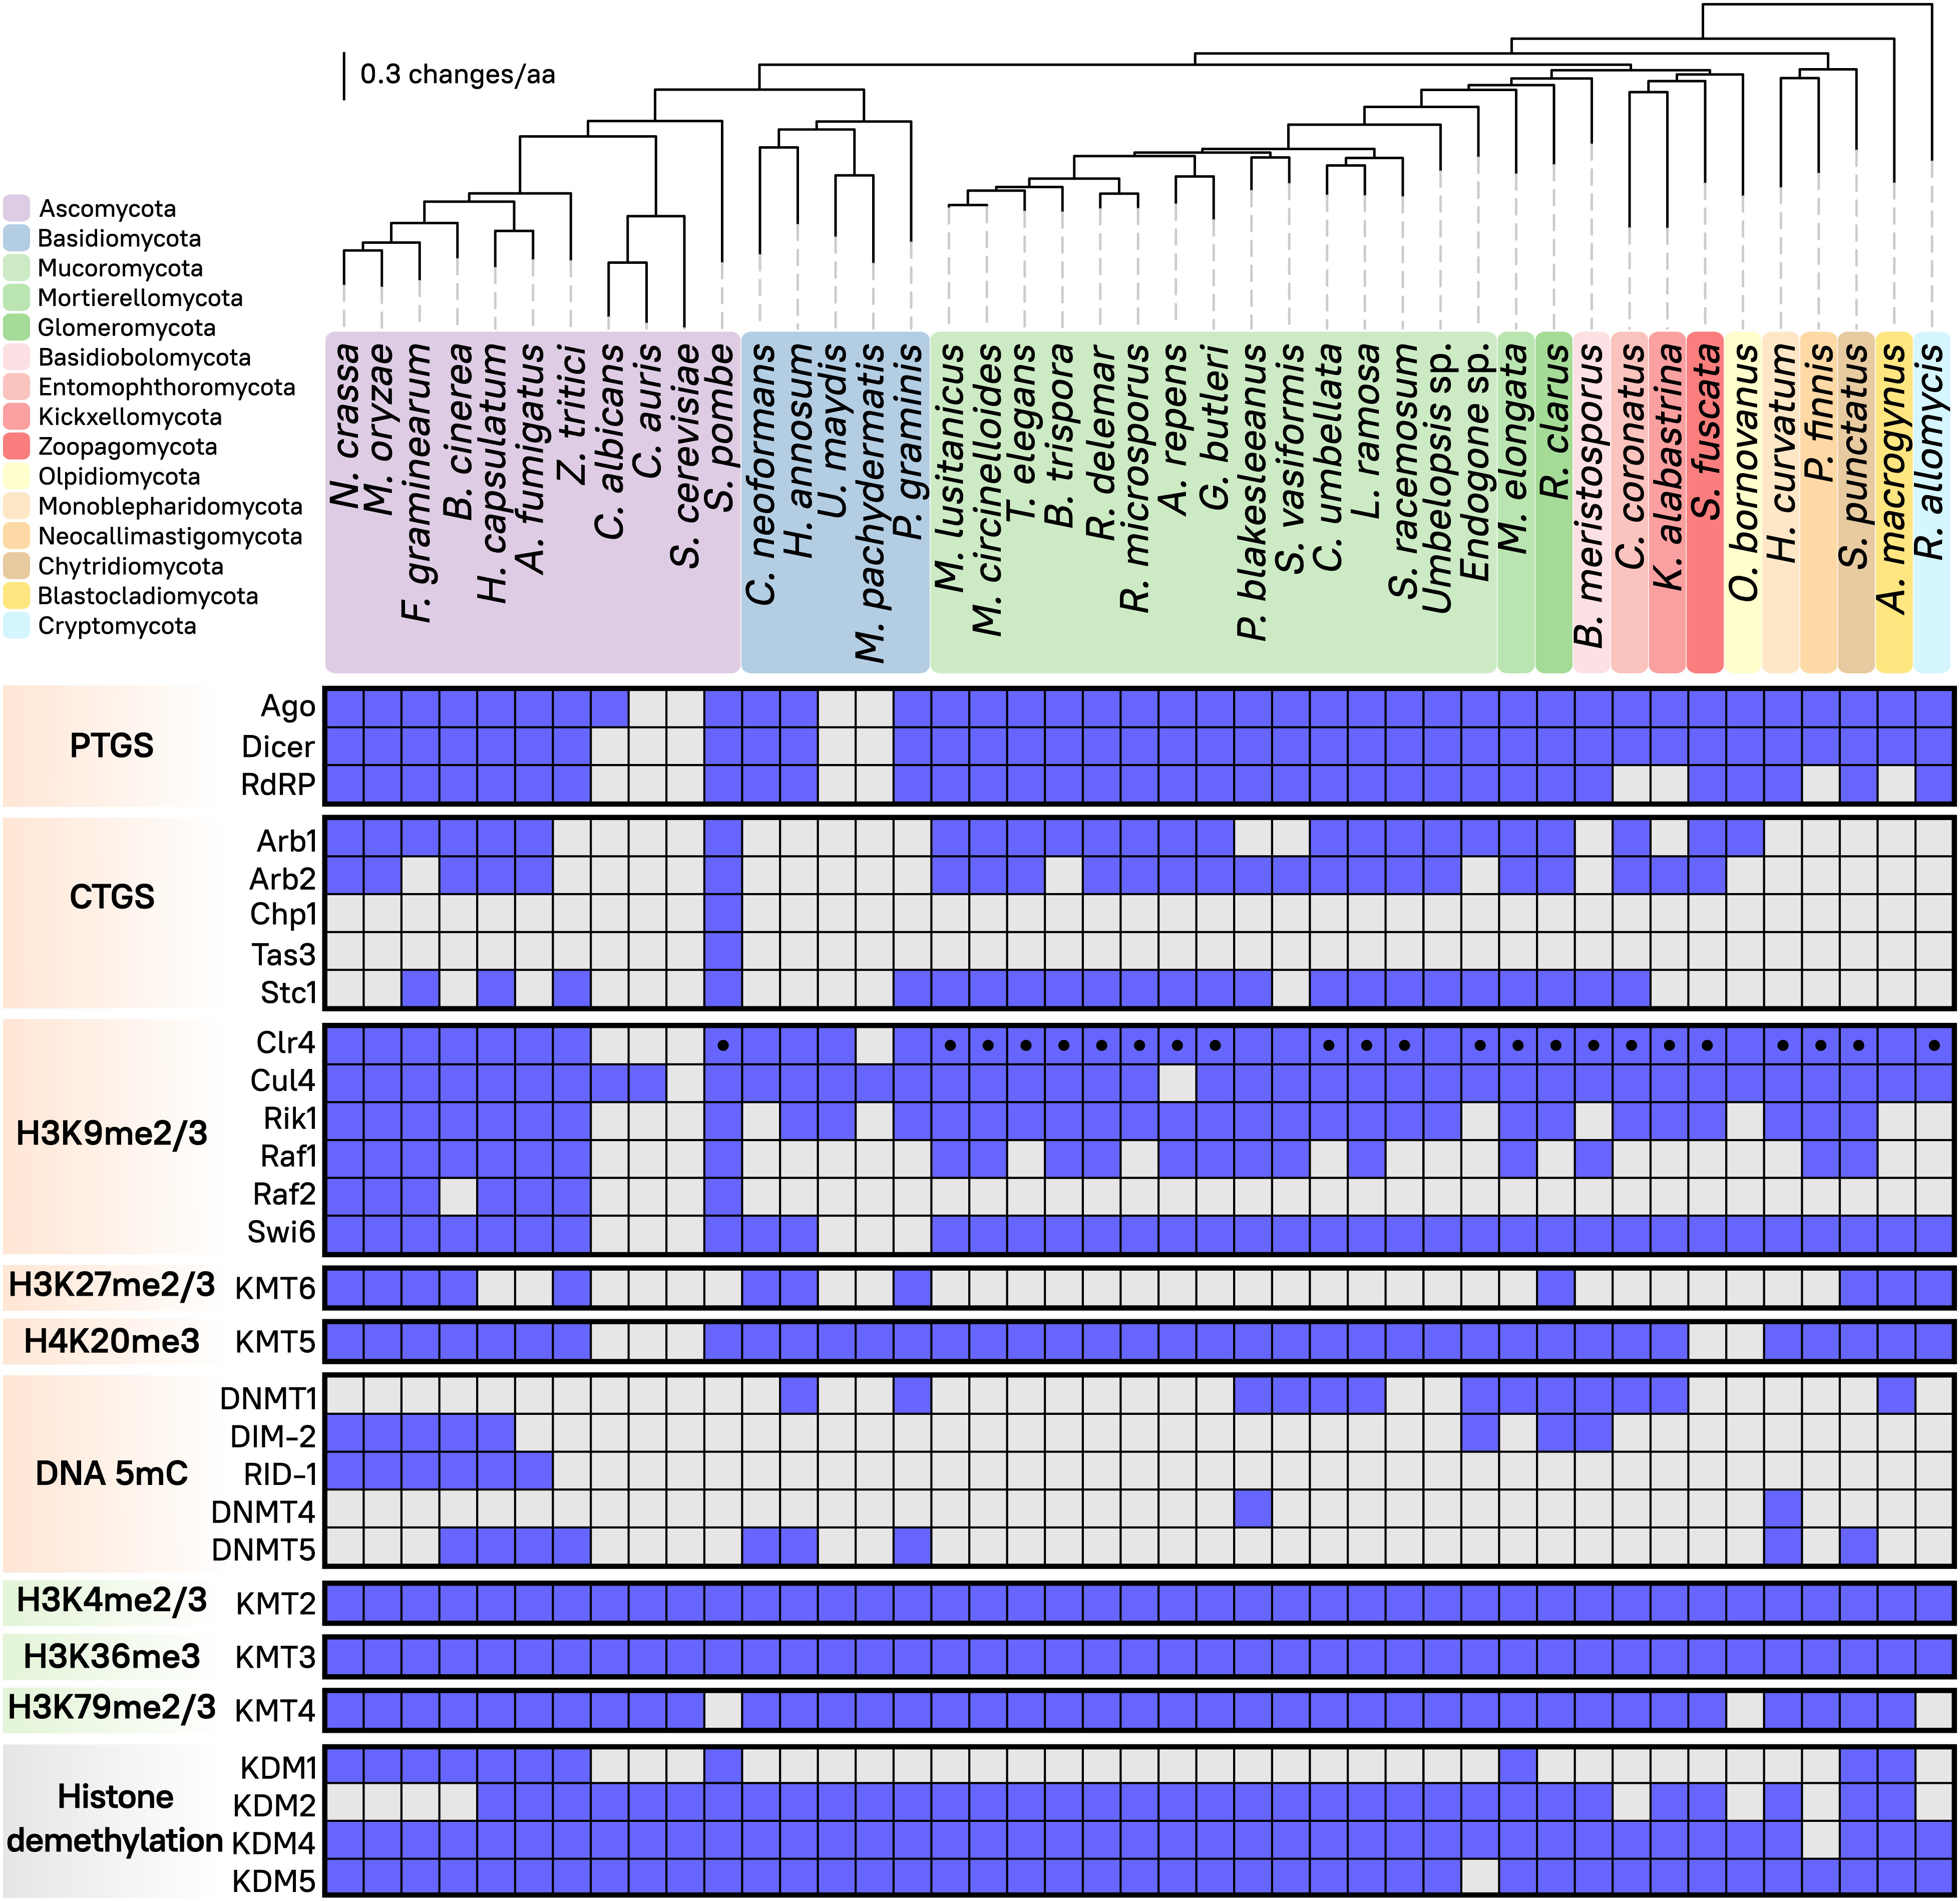 0.3 changes/aa
Ascomycota
Basidiomycota
Mucoromycota
Mortierellomycota
Glomeromycota
Basidiobolomycota
Entomophthoromycota
Kickxellomycota
Zoopagomycota
Olpidiomycota
Monoblepharidomycota
Neocallimastigomycota
Chytridiomycota
Blastocladiomycota
Cryptomycota
N. crassa
M. oryzae
F. graminearum
B. cinerea
H. capsulatum
A. fumigatus
Z. tritici
C. albicans
C. auris
S. cerevisiae
S. pombe
C. neoformans
H. annosum
U. maydis
M. pachydermatis
P. graminis
M. lusitanicus
M. circinelloides
T. elegans
B. trispora
R. delemar
R. microsporus
A. repens
G. butleri
P. blakesleeanus
S. vasiformis
C. umbellata
L. ramosa
S. racemosum
Umbelopsis sp.
Endogone sp.
M. elongata
R. clarus
B. meristosporus
C. coronatus
K. alabastrina
S. fuscata
O. bornovanus
H. curvatum
P. finnis
S. punctatus
A. macrogynus
R. allomycis
PTGS
Ago
Dicer
RdRP
CTGS
Arb1
Arb2
Chp1
Tas3
Stc1
H3K9me2/3
Clr4
Cul4
Rik1
Raf1
Raf2
Swi6
H3K27me2/3 KMT6
H4K20me3 KMT5
DNA 5mC
DNMT1
DIM-2
RID-1
DNMT4
DNMT5
H3K4me2/3 KMT2
H3K36me3 KMT3
H3K79me2/3 KMT4
Histone
demethylation
KDM1
KDM2
KDM4
KDM5